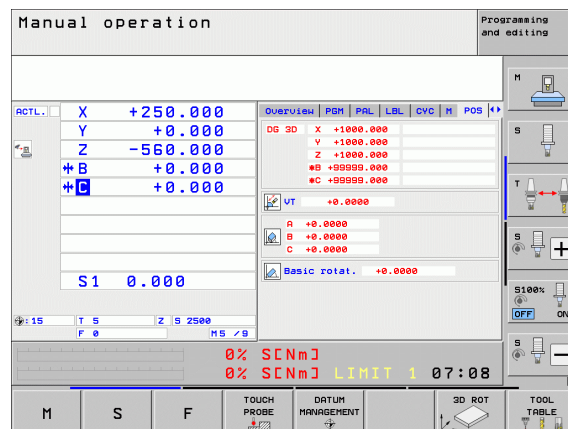 Manual operation
Programming
and editing
ACTL. X +250.000
Y +0.000
Z -560.000
B +0.000
C +0.000
S1 0.000
Overview PGM PAL LBL CYC M POS
DG 3D X +1000.000
Y +1000.000
Z +1000.000
*B +99999.000
*C +99999.000
VT +0.0000
A +0.0000
B +0.0000
C +0.0000
Basic rotat. +0.0000
:15 T 5 Z S 2500
F 0 M5 /9
0% S[Nm]
0% S[Nm] LIMIT 1 07:08
M
S
T
S
S100%
OFF ON
S
M S F
TOUCH
PROBE
DATUM
MANAGEMENT
3D ROT
TOOL
TABLE